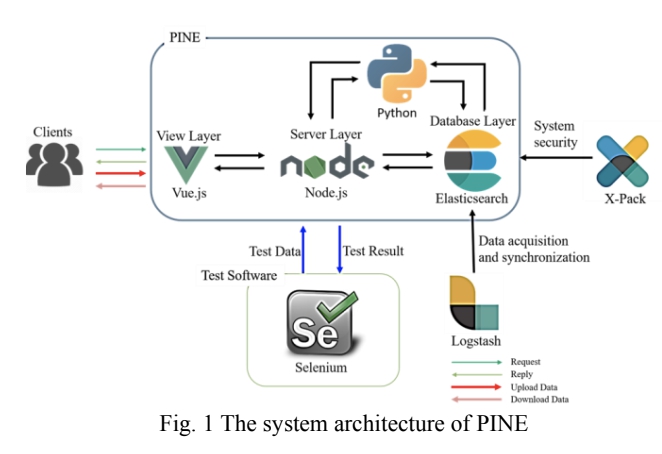 PINE
Python
Clients
View Layer
Server Layer
Database Layer
System
security
node
Vue.js
Node.js
Elasticsearch
X-Pack
Test Data
Test Result
Data acquisition
and synchronization
Test Software
Se
Selenium
Logstash
Request
Reply
Upload Data
Download Data
Fig. 1 The system architecture of PINE